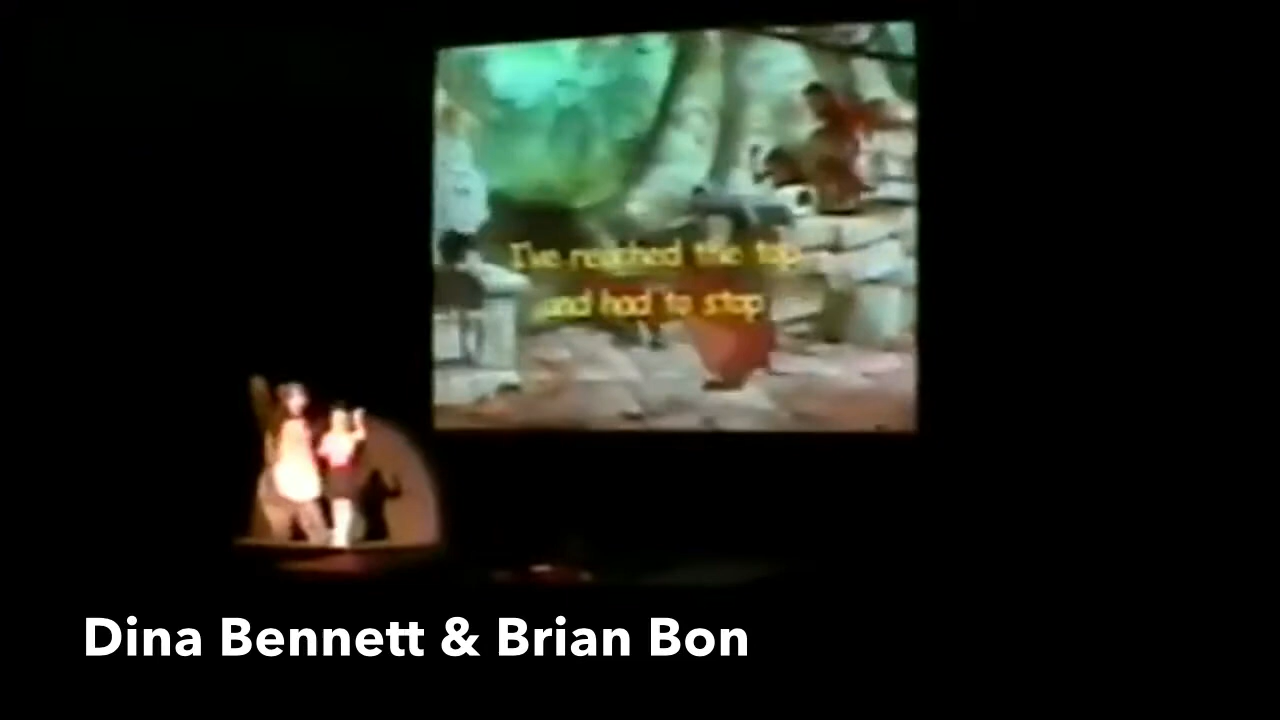 I've reached the top
and had to stop
Dina Bennett & Brian Bon